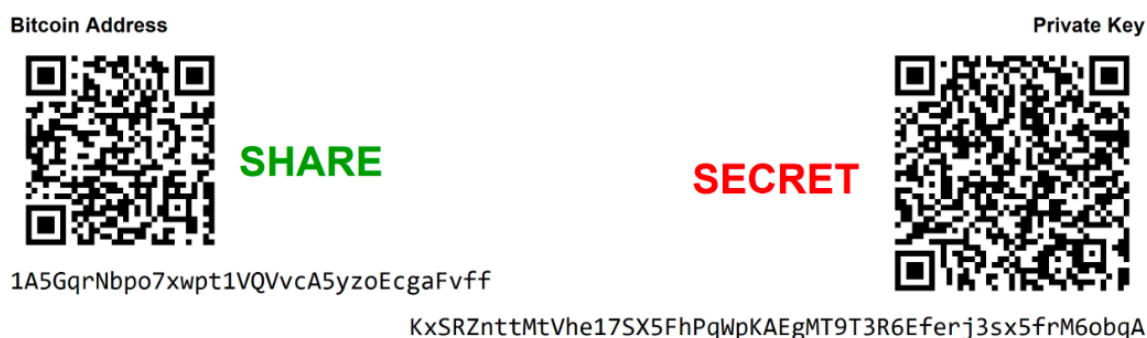 Bitcoin Address
Private Key
SHARE
SECRET
1A5GqrNbpo7xwpt1VQVvcA5yzoEcgaFvff
KxSRZnttMtVhe17SX5FhPqWpKAEgMT9T3R6Eferj3sx5frM6obqA